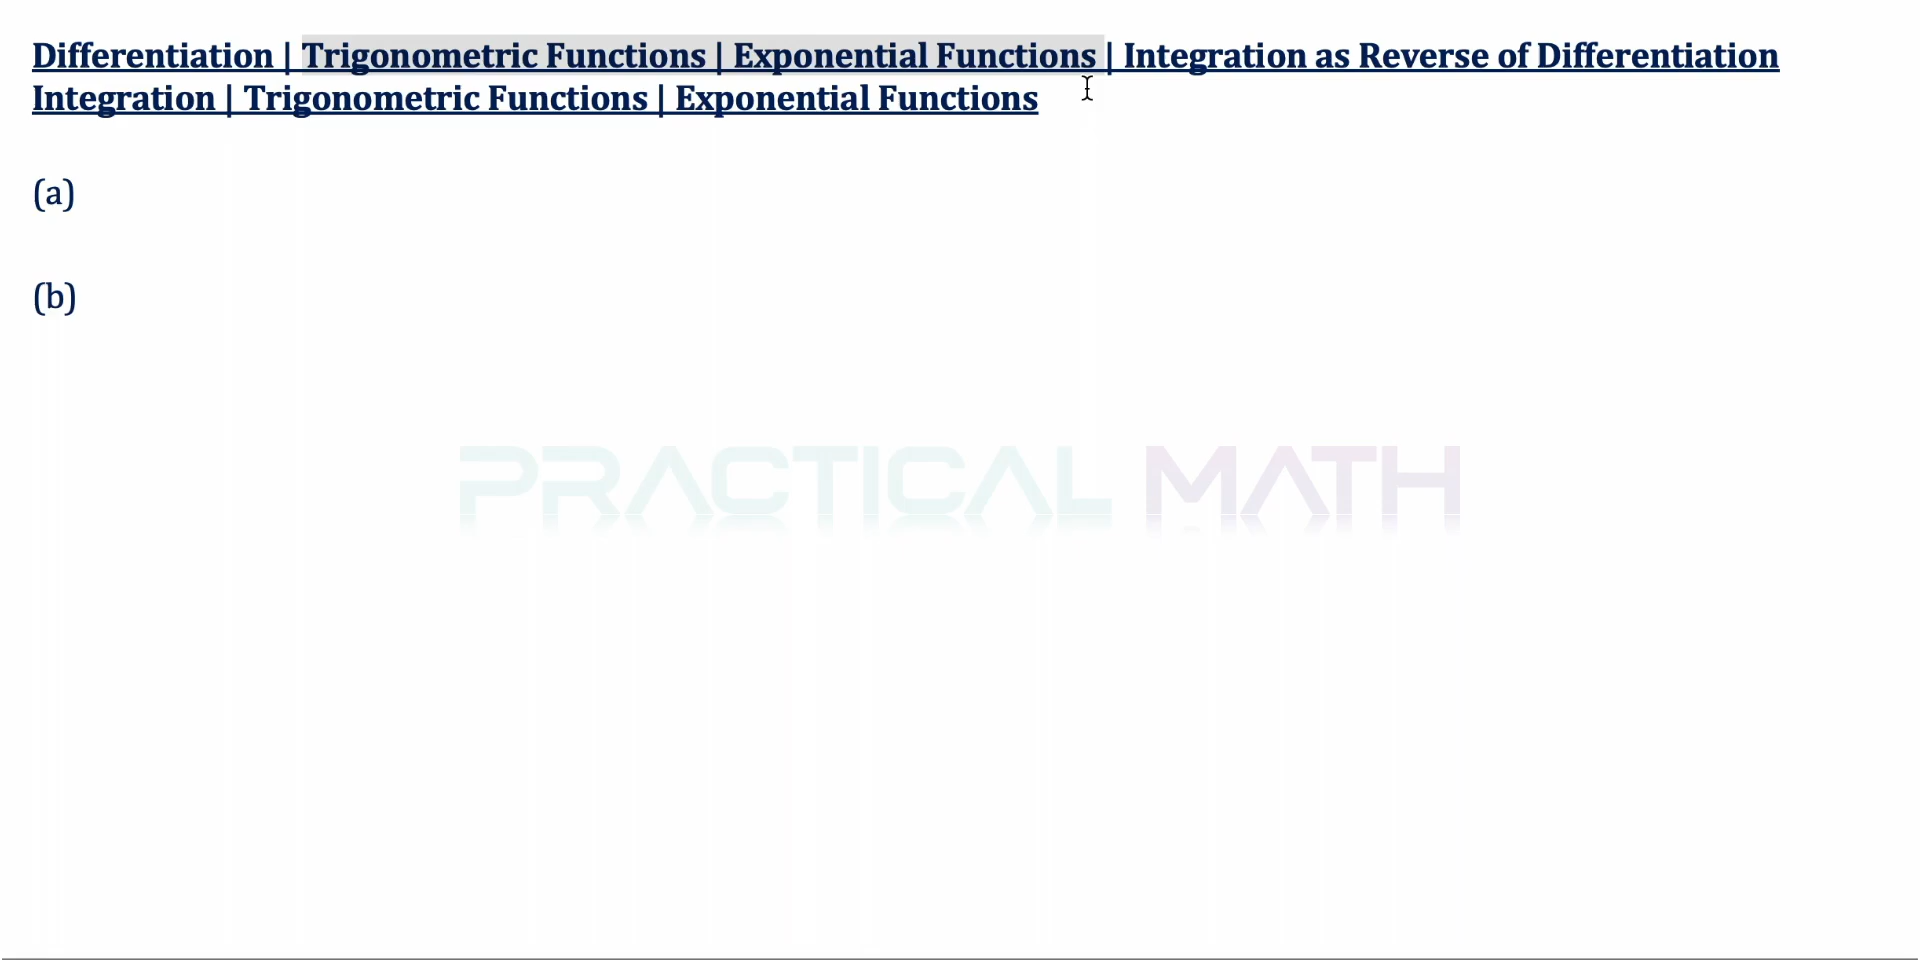 Differentiation | Trigonometric Functions | Exponential Functions | Integration as Reverse of Differentiation
Integration | Trigonometric Functions | Exponential Functions
(a)
(b)
PRACTICAL MATH